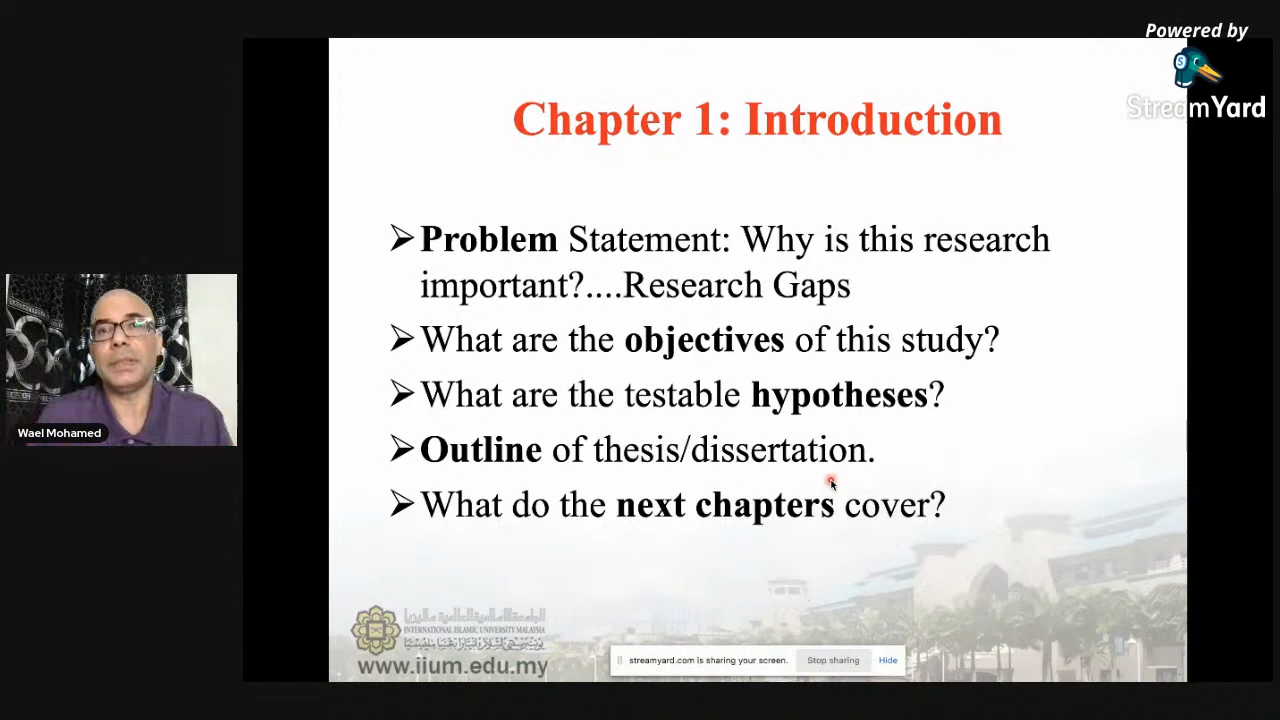 Powered by
StreamYard
Chapter 1: Introduction
➢Problem Statement: Why is this research
important?....Research Gaps
➢What are the objectives of this study?
➢What are the testable hypotheses?
➢Outline of thesis/dissertation.
➢What do the next chapters cover?
Wael Mohamed
INTERNATIONAL ISLAMIC UNIVERSITY MALAYSIA
www.iium.edu.my
streamyard.com is sharing your screen.
Stop sharing
Hide